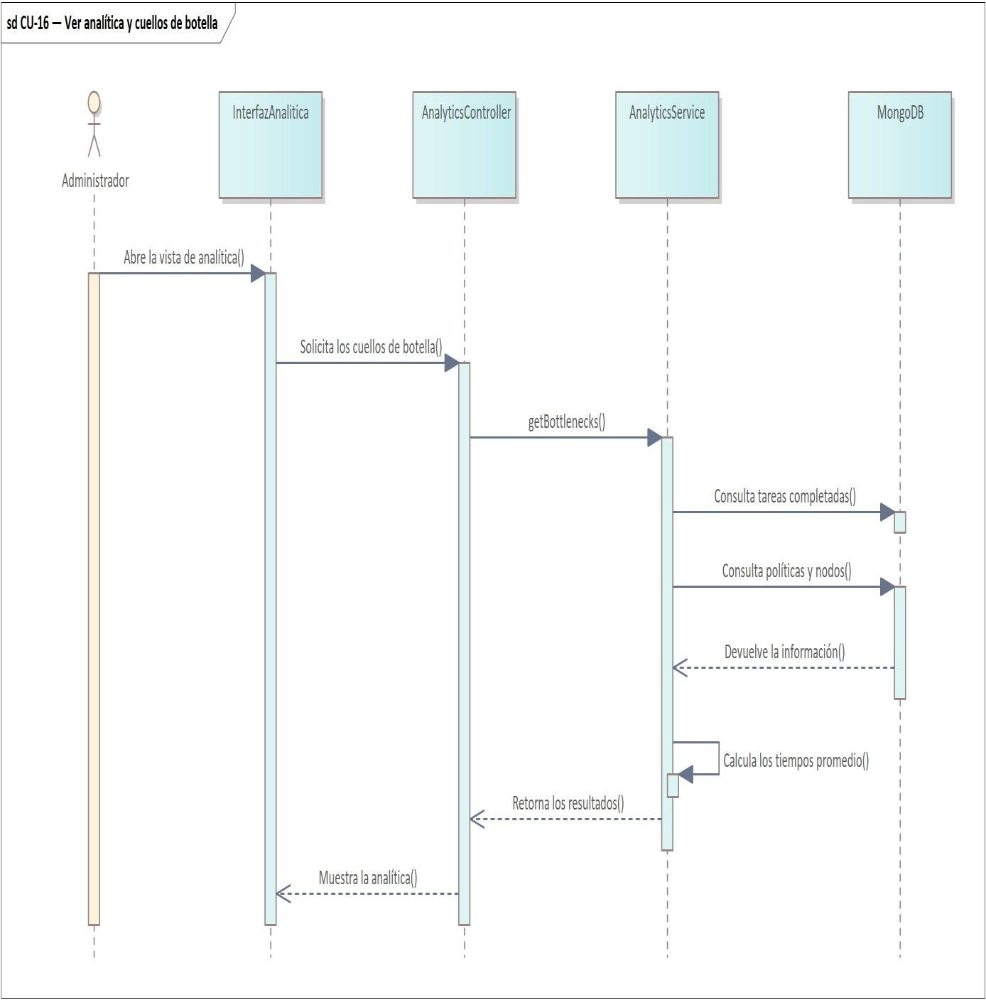 sd CU-16 — Ver analítica y cuellos de botella
Administrador
InterfazAnalitica
AnalyticsController
AnalyticsService
MongoDB
Abre la vista de analítica()
Solicita los cuellos de botella()
getBottlenecks()
Consulta tareas completadas()
Consulta políticas y nodos()
Devuelve la información()
Calcula los tiempos promedio()
Retorna los resultados()
Muestra la analítica()